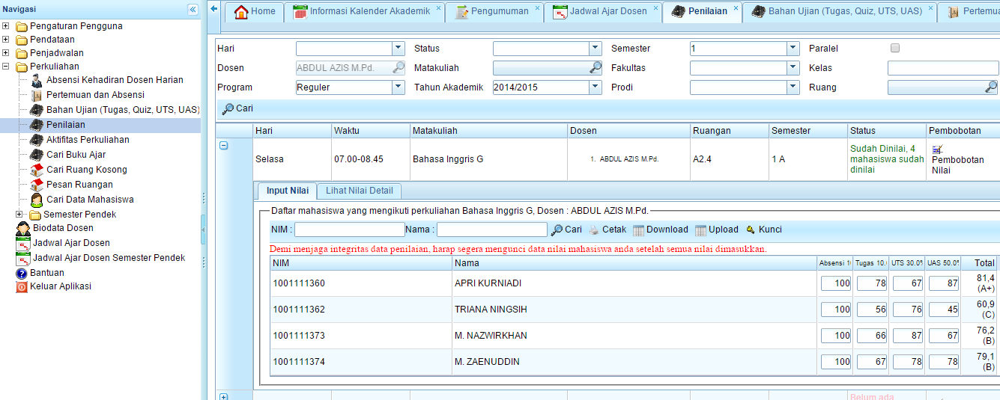 Navigasi
Pengaturan Pengguna
Pendataan
Penjadwalan
Perkuliahan
Absensi Kehadiran Dosen Harian
Pertemuan dan Absensi
Bahan Ujian (Tugas, Quiz, UTS, UAS)
Penilaian
Aktifitas Perkuliahan
Cari Buku Ajar
Cari Ruang Kosong
Pesan Ruangan
Cari Data Mahasiswa
Semester Pendek
Biodata Dosen
Jadwal Ajar Dosen
Jadwal Ajar Dosen Semester Pendek
Bantuan
Keluar Aplikasi
Home Informasi Kalender Akademik Pengumuman Jadwal Ajar Dosen Penilaian Bahan Ujian (Tugas, Quiz, UTS, UAS) Pertemua
Hari Status Semester 1 Paralel
Dosen ABDUL AZIS M.Pd. Matakuliah Fakultas Kelas
Program Reguler Tahun Akademik 2014/2015 Prodi Ruang
Cari
Hari Waktu Matakuliah Dosen Ruangan Semester Status Pembobotan
Selasa 07.00-08.45 Bahasa Inggris G 1. ABDUL AZIS M.Pd. A2.4 1 A Sudah Dinilai, 4 mahasiswa sudah dinilai Pembobotan Nilai
Input Nilai Lihat Nilai Detail
Daftar mahasiswa yang mengikuti perkuliahan Bahasa Inggris G, Dosen : ABDUL AZIS M.Pd.
NIM : Nama : Cari Cetak Download Upload Kunci
Demi menjaga integritas data penilaian, harap segera mengunci data nilai mahasiswa anda setelah semua nilai dimasukkan.
NIM Nama Absensi 1 Tugas 10. UTS 30.0% UAS 50.0% Total
1001111360 APRI KURNIADI 100 78 67 87 81,4 (A+)
1001111362 TRIANA NINGSIH 100 56 76 45 60,9 (C)
1001111373 M. NAZWIRKHAN 100 66 87 67 76,2 (B)
1001111374 M. ZAENUDDIN 100 67 78 78 79,1 (B)
Belum ada